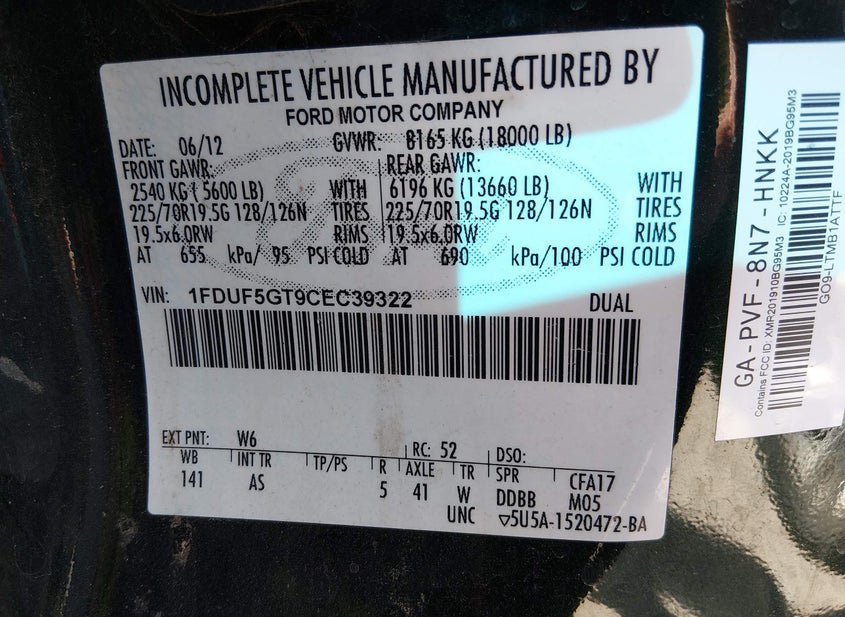 INCOMPLETE VEHICLE MANUFACTURED BY
FORD MOTOR COMPANY
DATE: 06/12 GVWR: 8165 KG (18000 LB)
FRONT GAWR: REAR GAWR:
2540 KG (5600 LB) WITH 6196 KG (13660 LB) WITH
225/70R19.5G 128/126N TIRES 225/70R19.5G 128/126N TIRES
19.5x6.0RW RIMS 19.5x6.0RW RIMS
AT 655 kPa/ 95 PSI COLD AT 690 kPa/100 PSI COLD
VIN: 1FDUF5GT9CEC39322 DUAL
EXT PNT: W6 RC: 52 DSO:
WB INT TR TP/PS R AXLE TR SPR CFA17
141 AS 5 41 W DDBB M05
UNC ▽5U5A-1520472-BA
GA-PVF-8N7-HNKK
Contains FCC ID: XMR201910BG95M3 IC: 10224A-2019BG95M3
GO9-LTMB1ATTF